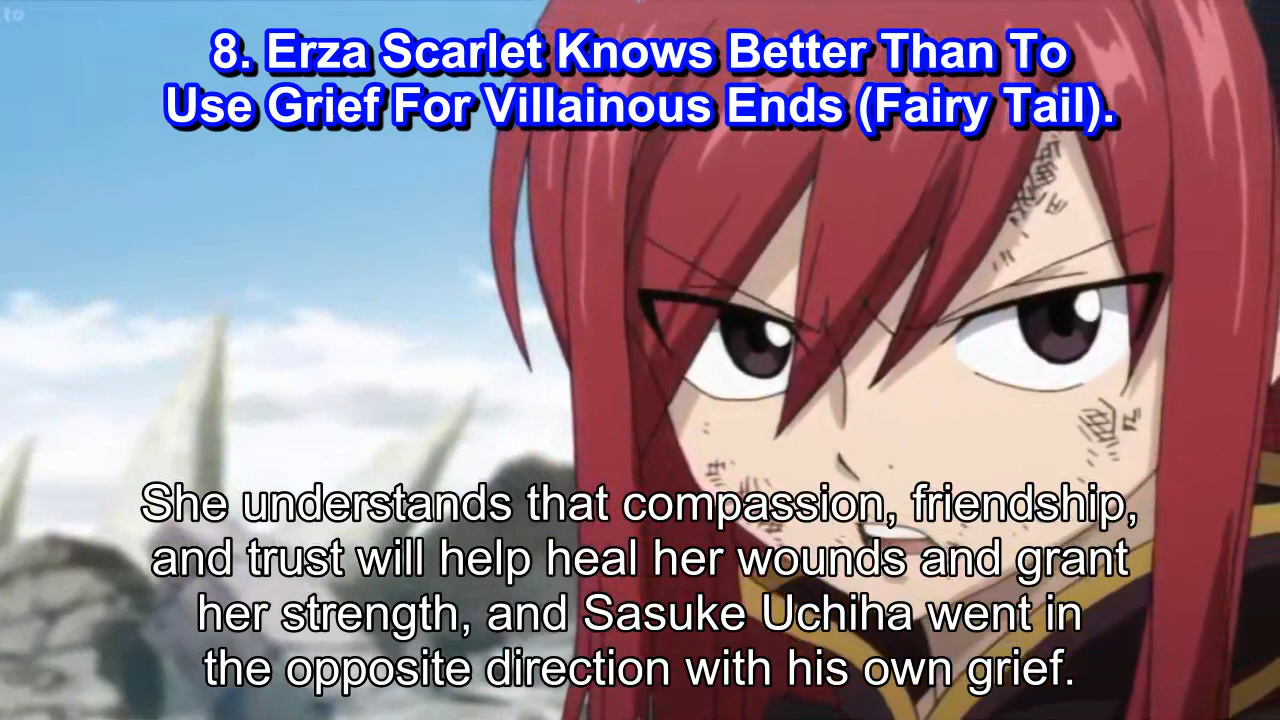 .to
8. Erza Scarlet Knows Better Than To
Use Grief For Villainous Ends (Fairy Tail).
She understands that compassion, friendship,
and trust will help heal her wounds and grant
her strength, and Sasuke Uchiha went in
the opposite direction with his own grief.